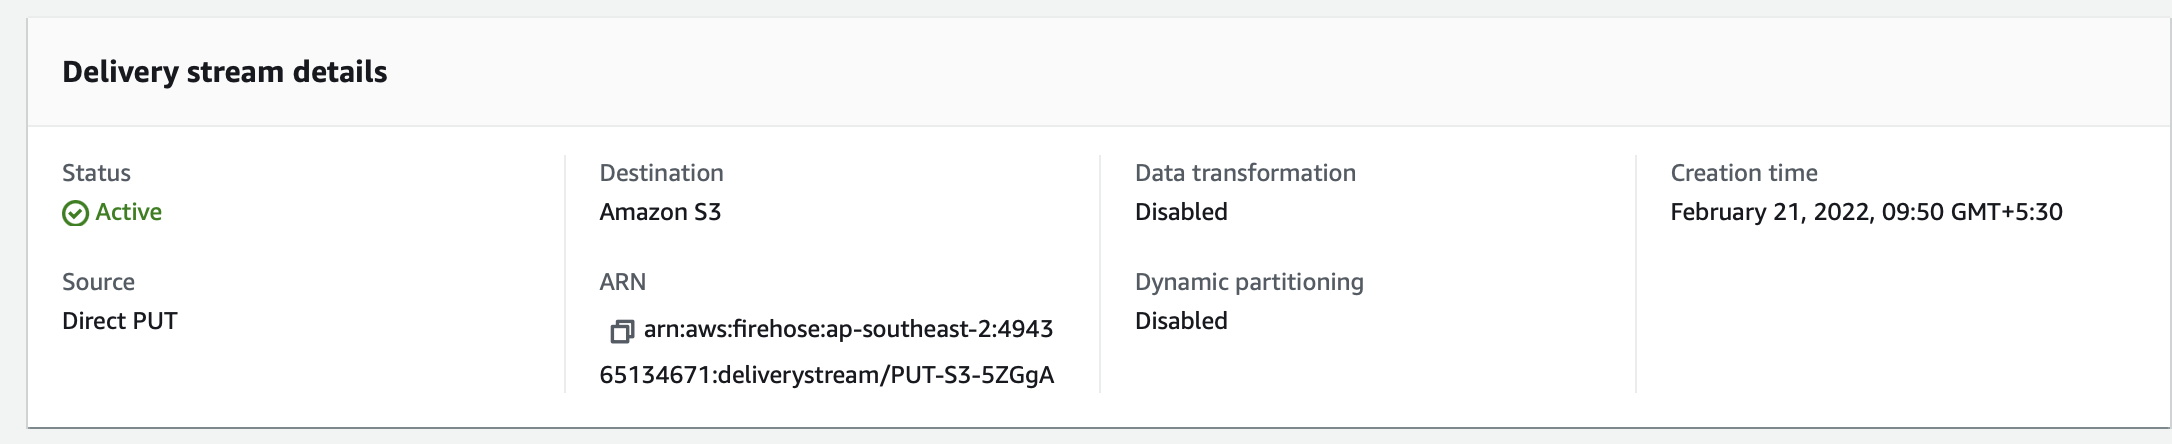 Delivery stream details
Status
Active
Source
Direct PUT
Destination
Amazon S3
ARN
arn:aws:firehose:ap-southeast-2:4943
65134671:deliverystream/PUT-S3-5ZGgA
Data transformation
Disabled
Dynamic partitioning
Disabled
Creation time
February 21, 2022, 09:50 GMT+5:30